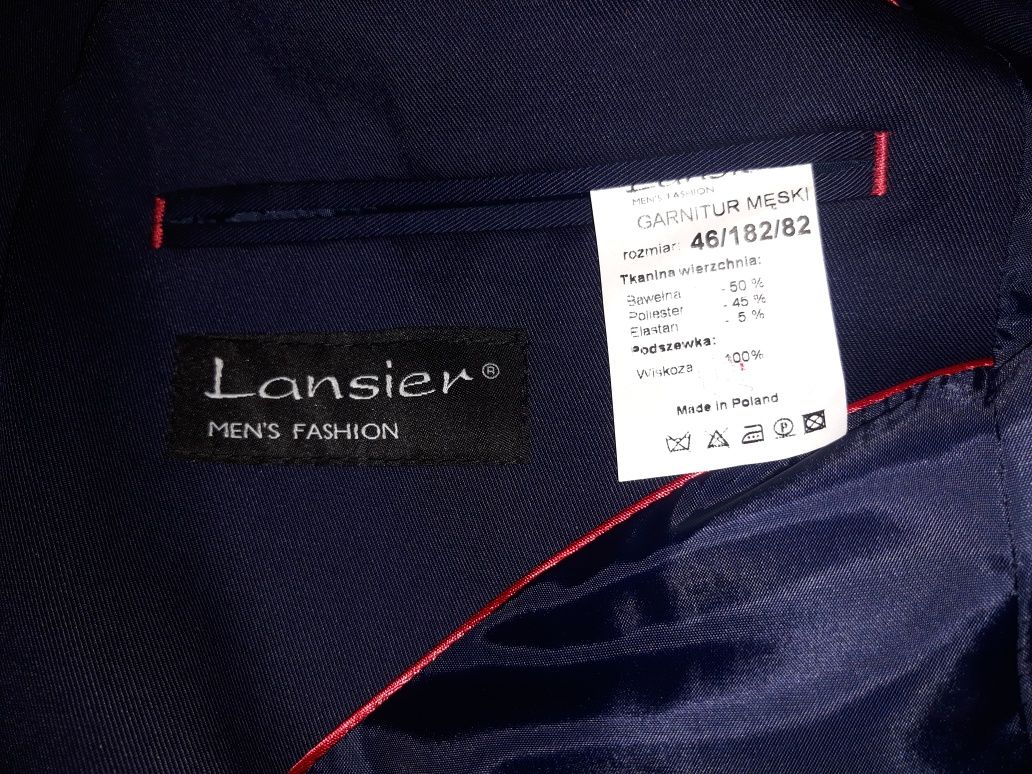 Lansier®
MEN'S FASHION
Lansier
MEN'S FASHION
GARNITUR MĘSKI
rozmiar: 46/182/82
Tkanina wierzchnia:
Bawełna - 50 %
Poliester - 45 %
Elastan - 5 %
Podszewka:
Wiskoza 100%
Made in Poland
P